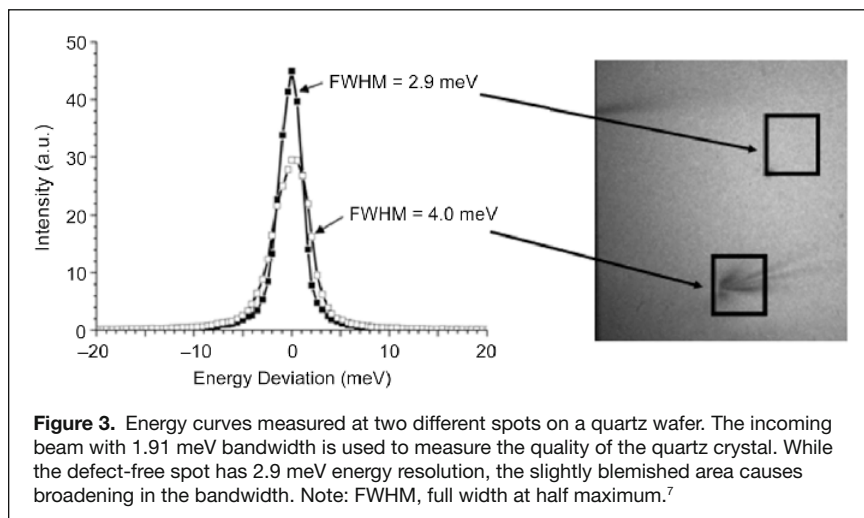 50
40
30
20
10
0
Intensity (a.u.)
FWHM = 2.9 meV
FWHM = 4.0 meV
−20
−10
0
10
20
Energy Deviation (meV)
Figure 3. Energy curves measured at two different spots on a quartz wafer. The incoming
beam with 1.91 meV bandwidth is used to measure the quality of the quartz crystal. While
the defect-free spot has 2.9 meV energy resolution, the slightly blemished area causes
broadening in the bandwidth. Note: FWHM, full width at half maximum.⁷